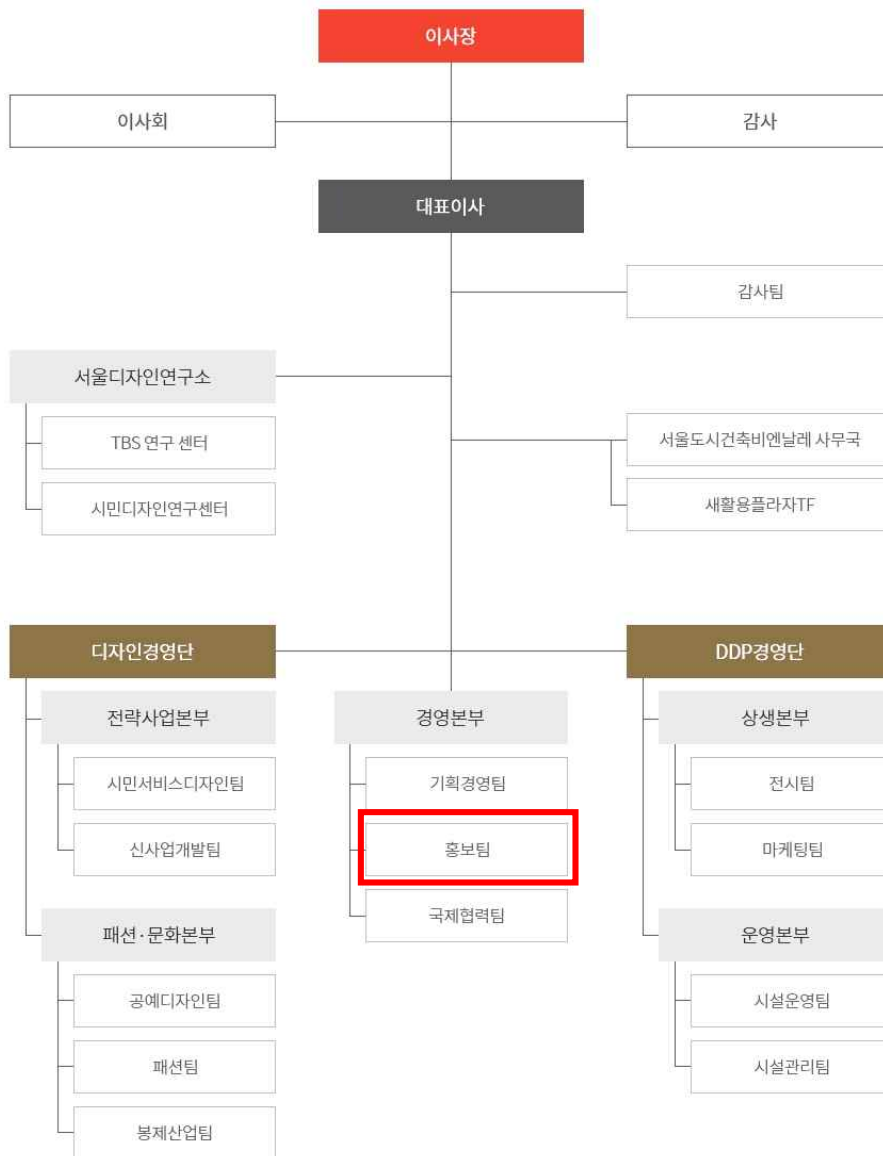 이사장
이사회
감사
대표이사
감사팀
서울디자인연구소
TBS 연구 센터
시민디자인연구센터
서울도시건축비엔날레 사무국
새활용플라자TF
디자인경영단
전략사업본부
시민서비스디자인팀
신사업개발팀
패션·문화본부
공예디자인팀
패션팀
봉제산업팀
경영본부
기획경영팀
홍보팀
국제협력팀
DDP경영단
상생본부
전시팀
마케팅팀
운영본부
시설운영팀
시설관리팀